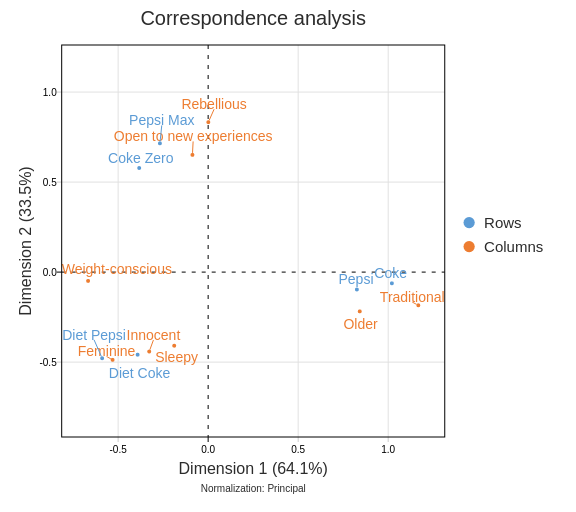 Correspondence analysis
Rebellious
Pepsi Max
Open to new experiences
Coke Zero
Weight-conscious
Pepsi
Coke
Traditional
Older
Diet Pepsi
Innocent
Feminine
Sleepy
Diet Coke
1.0
0.5
0.0
-0.5
-0.5
0.0
0.5
1.0
Dimension 2 (33.5%)
Dimension 1 (64.1%)
Normalization: Principal
Rows
Columns